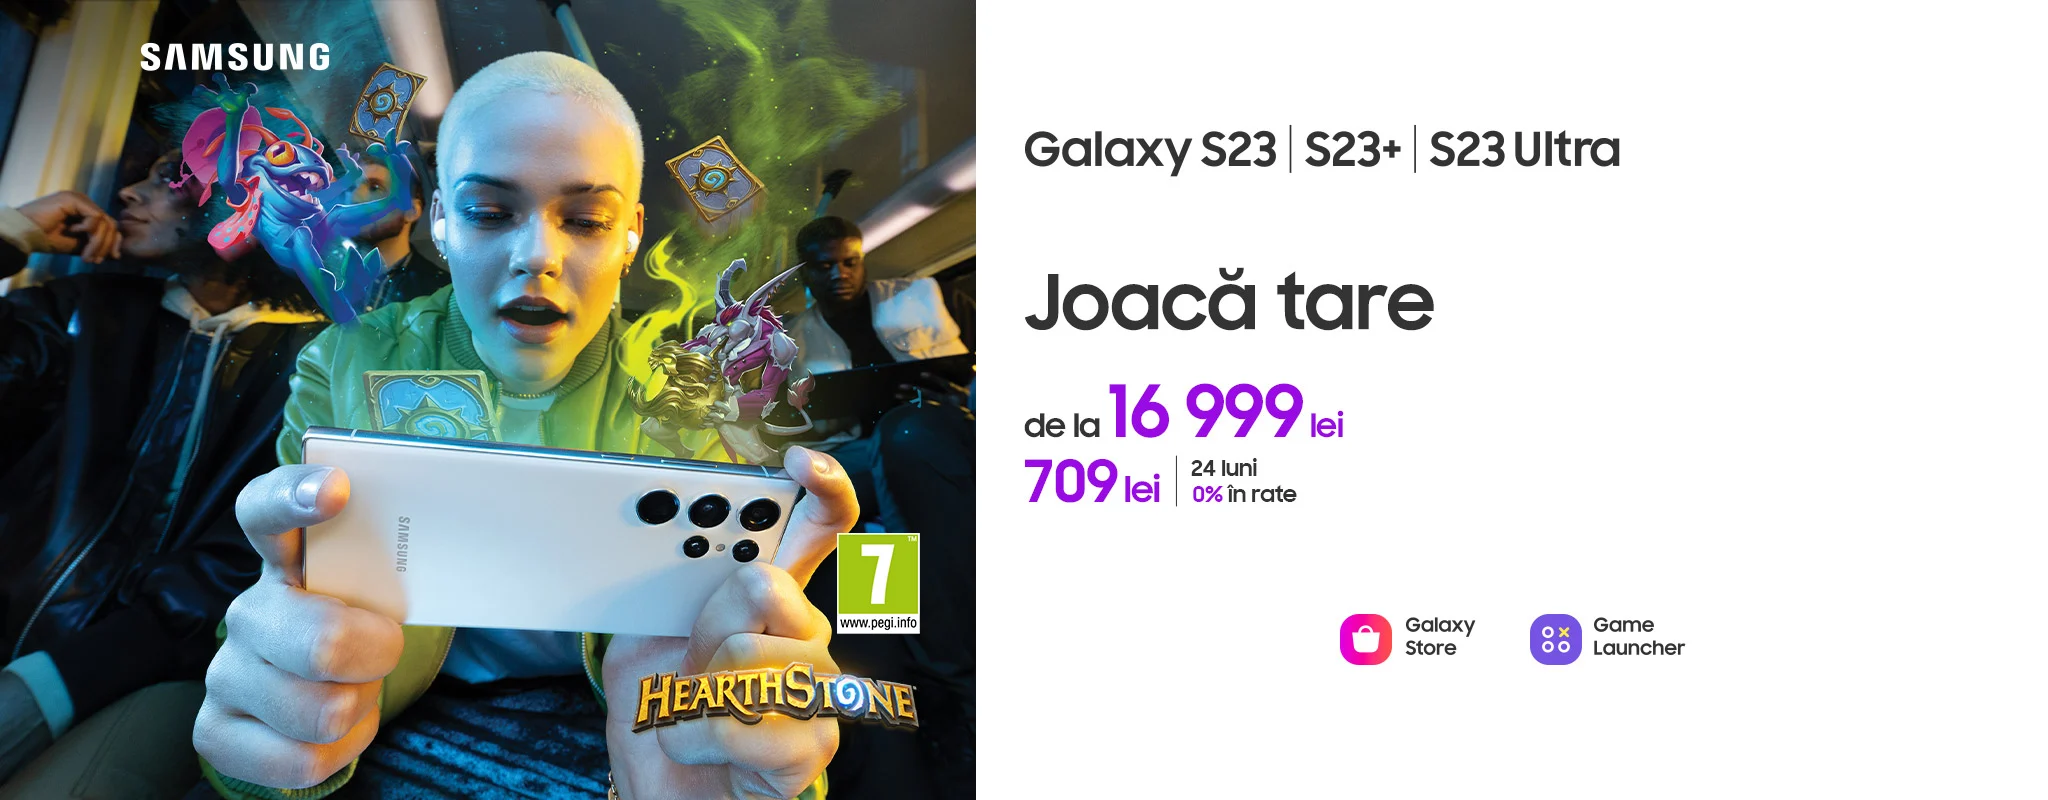 SAMSUNG
Galaxy S23 | S23+ | S23 Ultra
Joacă tare
de la 16 999 lei
709 lei
24 luni
0% în rate
SAMSUNG
7
™
www.pegi.info
HEARTHSTONE
Galaxy
Store
Game
Launcher